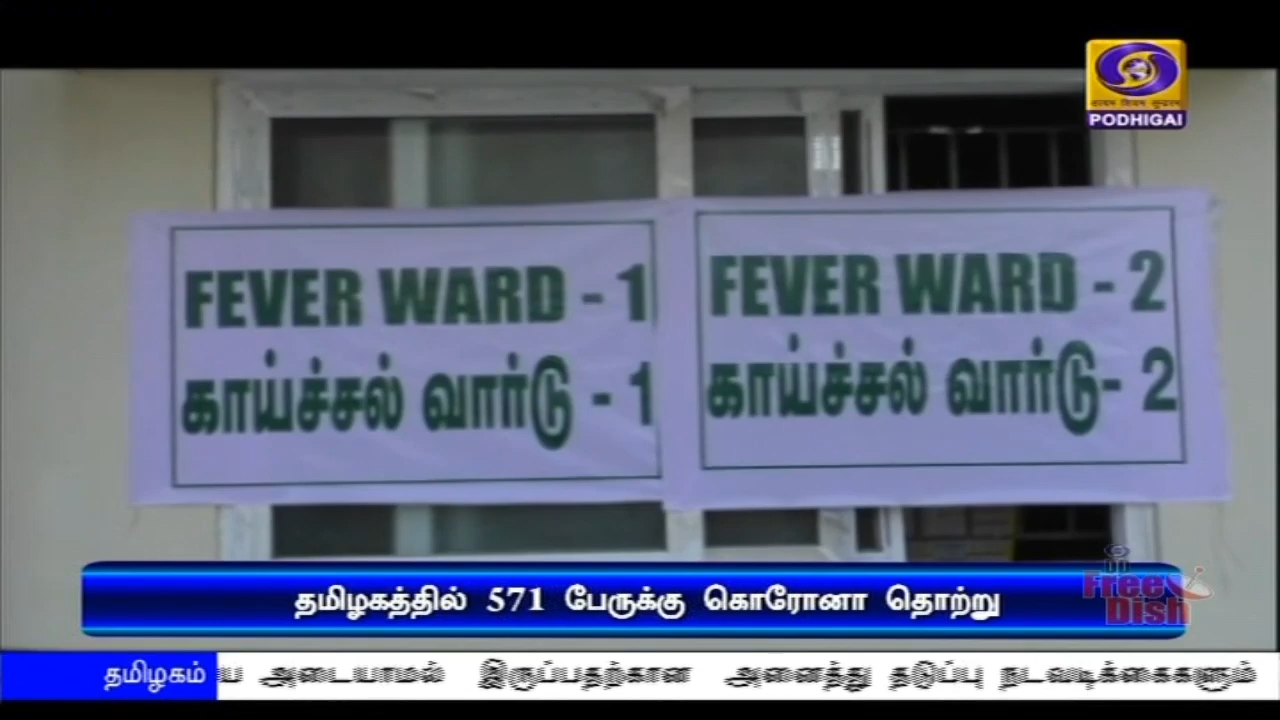 PODHIGAI
FEVER WARD - 1
காய்ச்சல் வார்டு - 1
FEVER WARD - 2
காய்ச்சல் வார்டு- 2
தமிழகத்தில் 571 பேருக்கு கொரோனா தொற்று
DD
Free
Dish
தமிழகம்
அடையாமல் இருப்பதற்கான அனைத்து தடுப்பு நடவடிக்கைகளும்